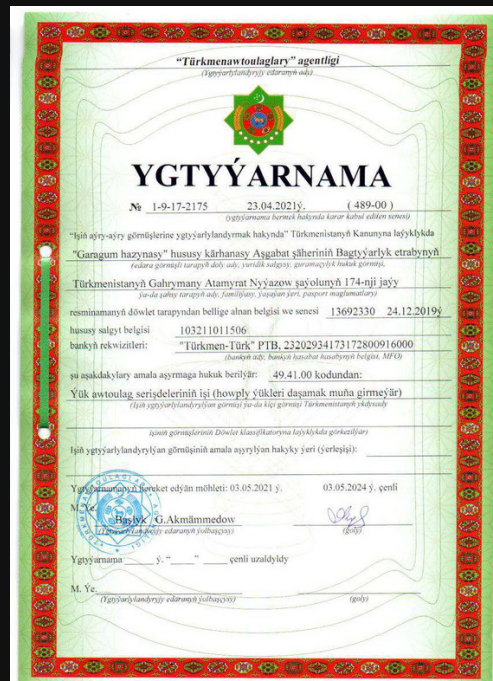 “Türkmenawtoulaglary” agentligi
(Ygtyýarlylandyryjy edaranyň ady)
YGTYÝARNAMA
№ 1-9-17-2175 23.04.2021ý. ( 489-00 )
(ygtyýarnama bermek hakynda karar kabul edilen senesi)
“Işiň aýry-aýry görnüşlerine ygtyýarlylandyrmak hakynda” Türkmenistanyň Kanunyna laýyklykda
"Garagum hazynasy" hususy kärhanasy Aşgabat şäheriniň Bagtyýarlyk etrabynyň
(edara görnüşli tarapyň doly ady, ýuridik salgysy, guramaçylyk hukuk görnüşi,
Türkmenistanyň Gahrymany Atamyrat Nyýazow şaýolunyň 174-nji jaýy
ýa-da şahsy tarapyň ady, familiýasy, ýaşaýan ýeri, pasport maglumatlary)
resminamanyň döwlet tarapyndan bellige alnan belgisi we senesi 13692330 24.12.2019ý
hususy salgyt belgisi 103211011506
bankyň rekwizitleri: "Türkmen-Türk" PTB, 23202934173172800916000
(bankyň ady, bankyň hasabat hasabynyň belgisi, MFO)
şu aşakdakylary amala aşyrmaga hukuk berilýär: 49.41.00 kodundan:
Ýük awtoulag serişdeleriniň işi (howply ýükleri daşamak muňa girmeýär)
(Işiň ygtyýarlylandyrylýan görnüşi ýa-da kiçi görnüşi Türkmenistanyň ykdysady
işiniň görnüşleriniň Döwlet klassifikatoryna laýyklykda görkezilýär)
Işiň ygtyýarlylandyrylýan görnüşiniň amala aşyrylýan hakyky ýeri (ýerleşişi):
Ygtyýarnamanyň hereket edýän möhleti: 03.05.2021 ý. 03.05.2024 ý. çenli
M. Ýe.
Başlyk G.Akmämmedow
(Ygtyýarlylandyryjy edaranyň ýolbaşçysy) (goly)
Ygtyýarnama ý. “ ” çenli uzaldyldy
M. Ýe.
(Ygtyýarlylandyryjy edaranyň ýolbaşçysy) (goly)